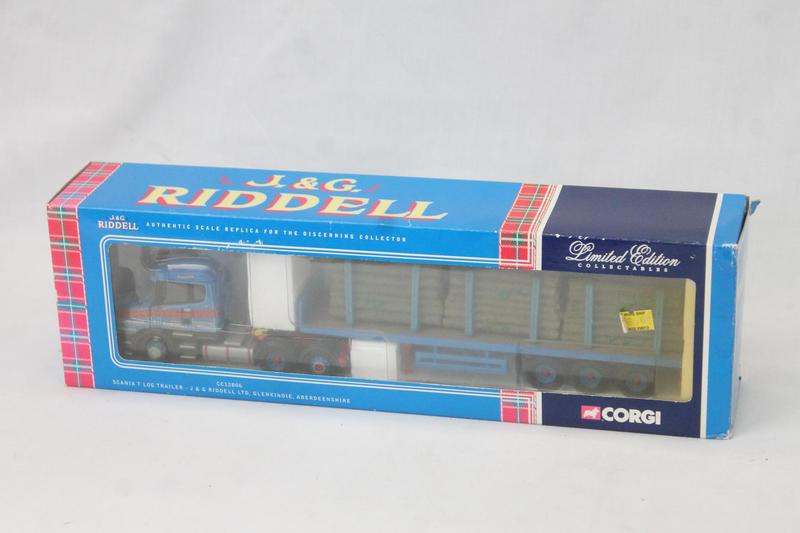 J. & G.
RIDDELL
J.&G.
RIDDELL
AUTHENTIC SCALE REPLICA FOR THE DISCERNING COLLECTOR
Limited Edition
COLLECTABLES
CC12806
SCANIA T LOG TRAILER - J & G RIDDELL LTD, GLENKINDIE, ABERDEENSHIRE
CORGI